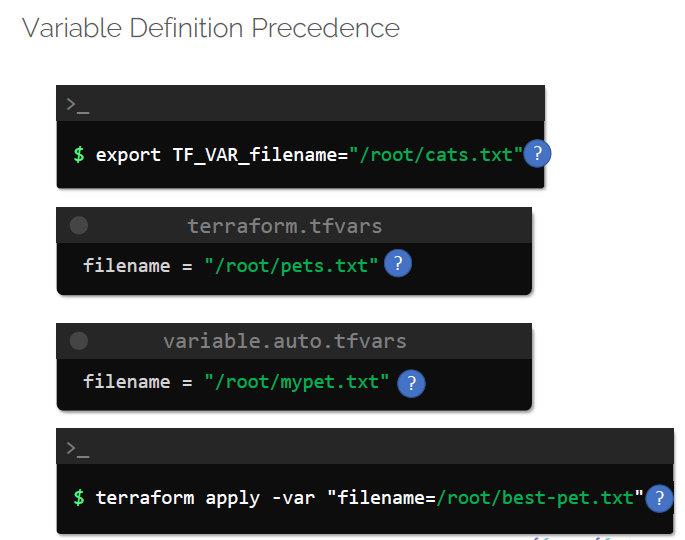 Variable Definition Precedence
>_
$ export TF_VAR_filename="/root/cats.txt" ?
terraform.tfvars
filename = "/root/pets.txt" ?
variable.auto.tfvars
filename = "/root/mypet.txt" ?
>_
$ terraform apply -var "filename=/root/best-pet.txt" ?